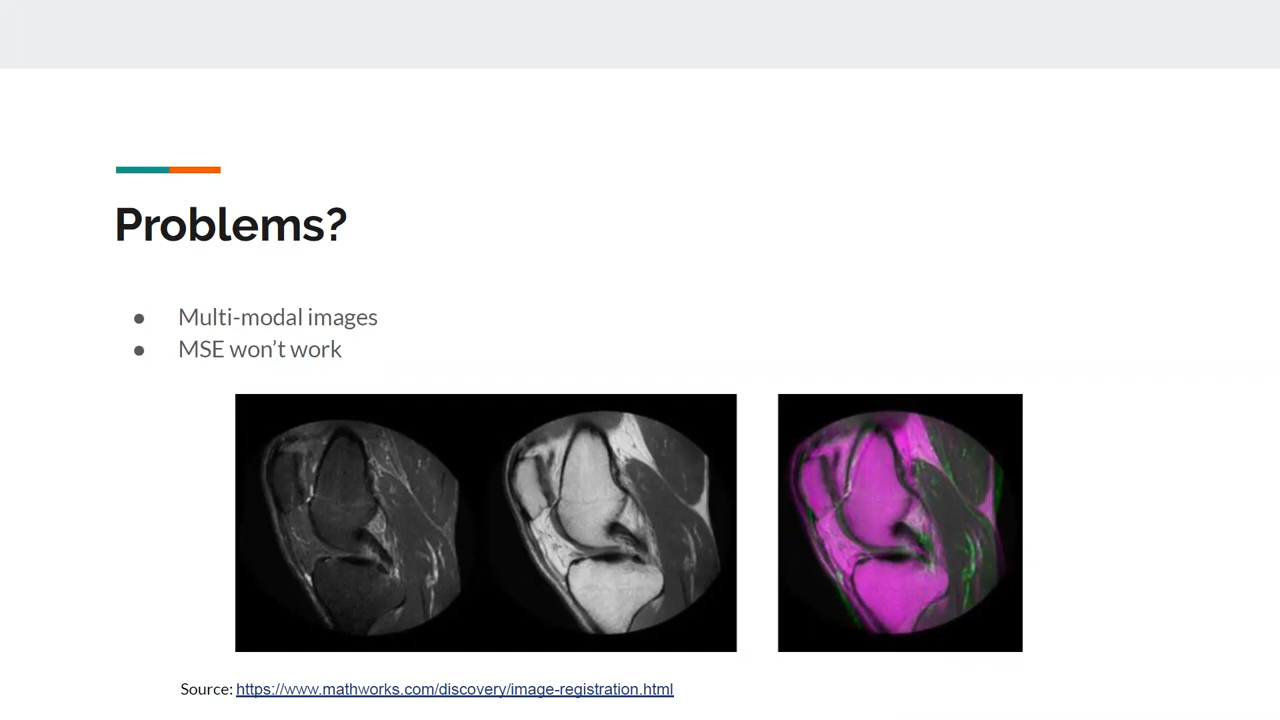 Problems?
● Multi-modal images
● MSE won’t work
Source: https://www.mathworks.com/discovery/image-registration.html